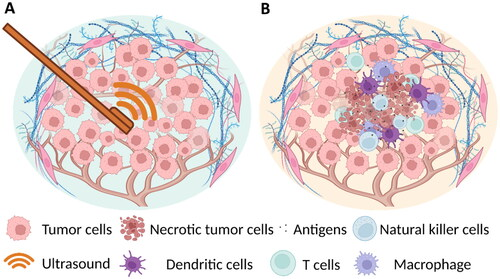 A B
Tumor cells Necrotic tumor cells Antigens Natural killer cells
Ultrasound Dendritic cells T cells Macrophage